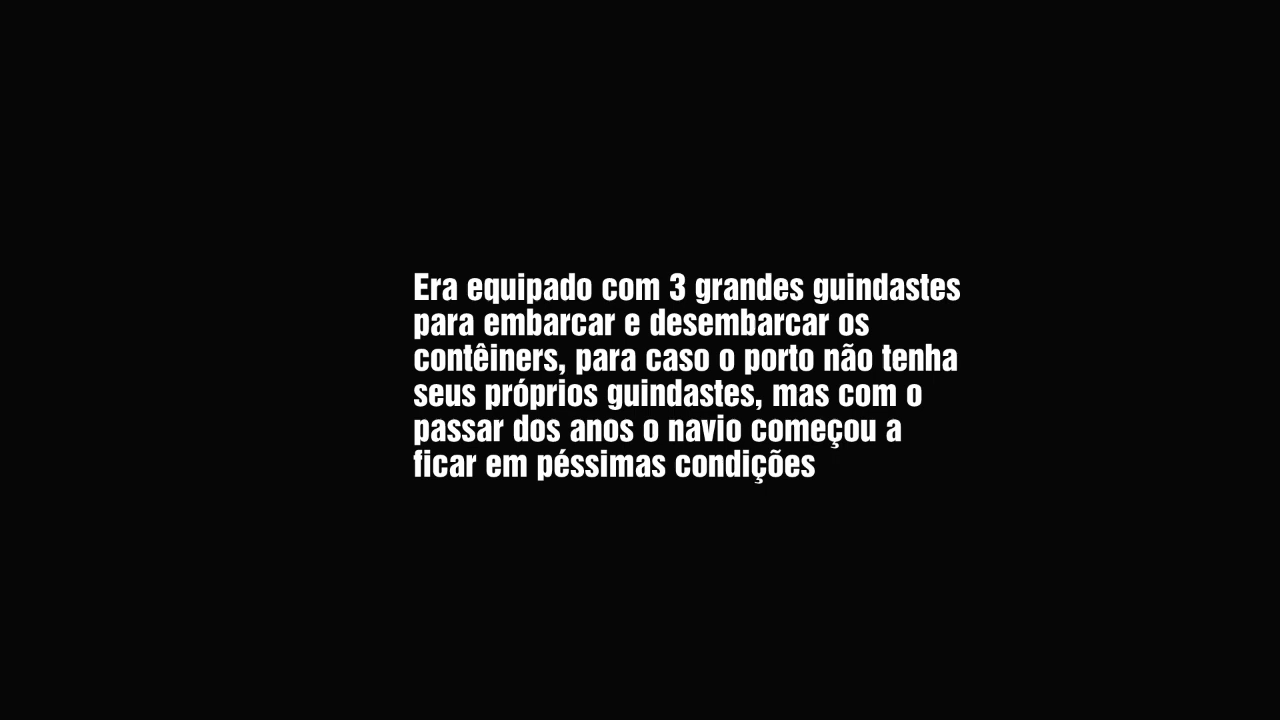 Era equipado com 3 grandes guindastes
para embarcar e desembarcar os
contêiners, para caso o porto não tenha
seus próprios guindastes, mas com o
passar dos anos o navio começou a
ficar em péssimas condições